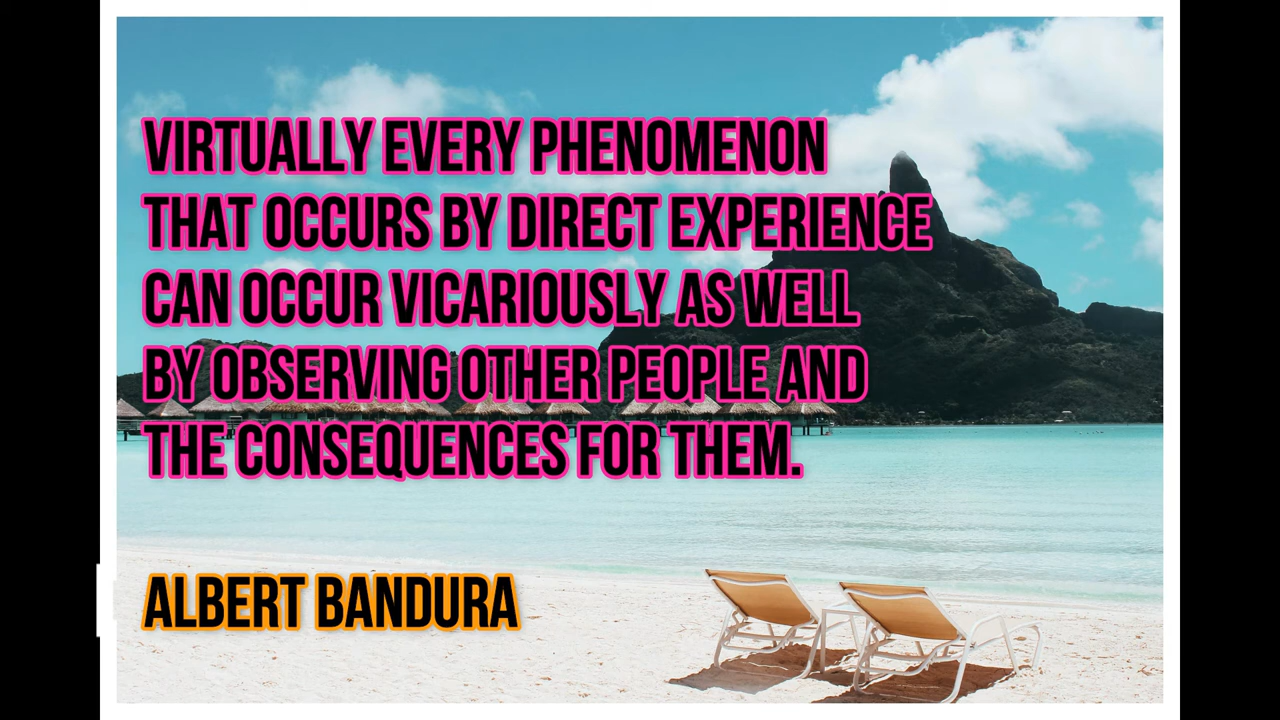 VIRTUALLY EVERY PHENOMENON
THAT OCCURS BY DIRECT EXPERIENCE
CAN OCCUR VICARIOUSLY AS WELL
BY OBSERVING OTHER PEOPLE AND
THE CONSEQUENCES FOR THEM.
ALBERT BANDURA